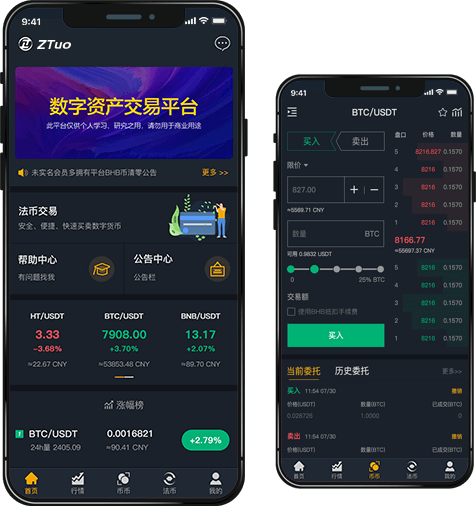 9:41
ZTuo
数字资产交易平台
此平台仅供个人学习、研究之用，请勿用于商业用途
未实名会员多拥有平台BHB币清零公告
更多 >>
法币交易
安全、便捷、快速买卖数字货币
帮助中心
有问题找我
公告中心
公告栏
HT/USDT BTC/USDT BNB/USDT
3.33 7908.00 13.17
-3.68% +3.70% +2.07%
≈22.67 CNY ≈53853.48 CNY ≈89.70 CNY
涨幅榜
1 BTC/USDT 0.0016821 +2.79%
24h量 2405.09 ≈90.41 CNY
首页 行情 币币 法币 我的
9:41
BTC/USDT
买入 卖出
限价
827.00 + | −
≈5569.71 CNY
数量 BTC
可用 0.9832 USDT
0 25% BTC
交易额
使用BHB抵扣手续费
买入
盘口 价格 数量
5 8216.827 0.1570
4 8216 0.1570
3 8216 0.1570
2 8216 0.1570
1 8216 0.1570
8166.77
≈55697.37 CNY
5 8216 0.1570
4 8216 0.1570
3 8216 0.1570
2 8216 0.1570
1 8216 0.1570
当前委托 历史委托 更多>>
买入 11:54 07/30 撤销
价格(USDT) 数量(BTC) 已成交(BTC)
0.028726 1.0000 0
卖出 11:54 07/30 撤销
价格(USDT) 数量(BTC) 已成交(BTC)
首页 行情 币币 法币 我的